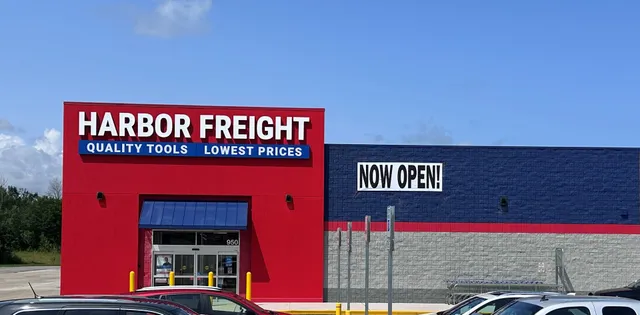 HARBOR FREIGHT
QUALITY TOOLS LOWEST PRICES
NOW OPEN!
950